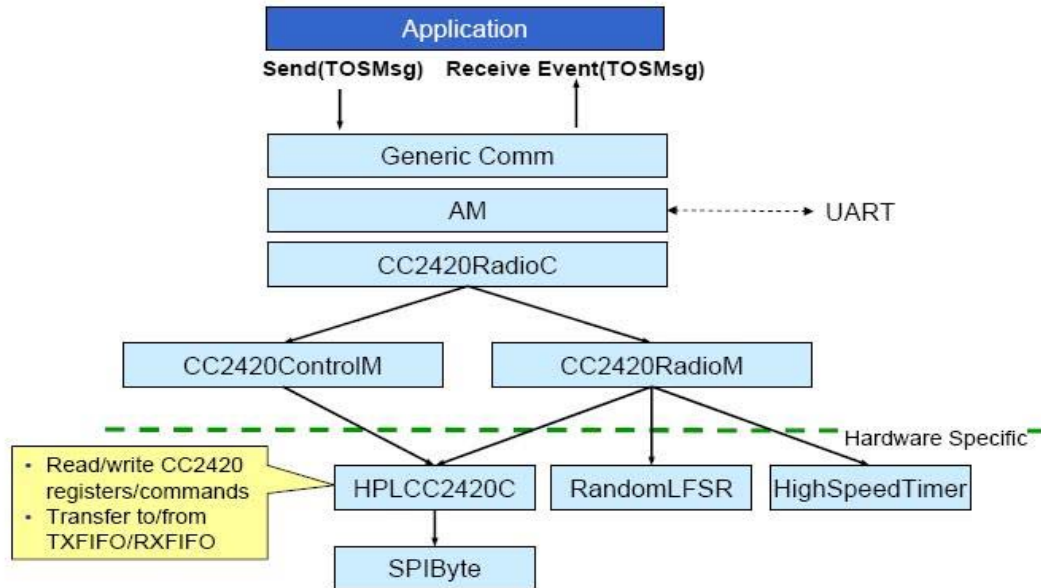 Application
Send(TOSMsg) Receive Event(TOSMsg)
Generic Comm
AM
UART
CC2420RadioC
CC2420ControlM
CC2420RadioM
Hardware Specific
• Read/write CC2420
registers/commands
• Transfer to/from
TXFIFO/RXFIFO
HPLCC2420C
RandomLFSR
HighSpeedTimer
SPIByte